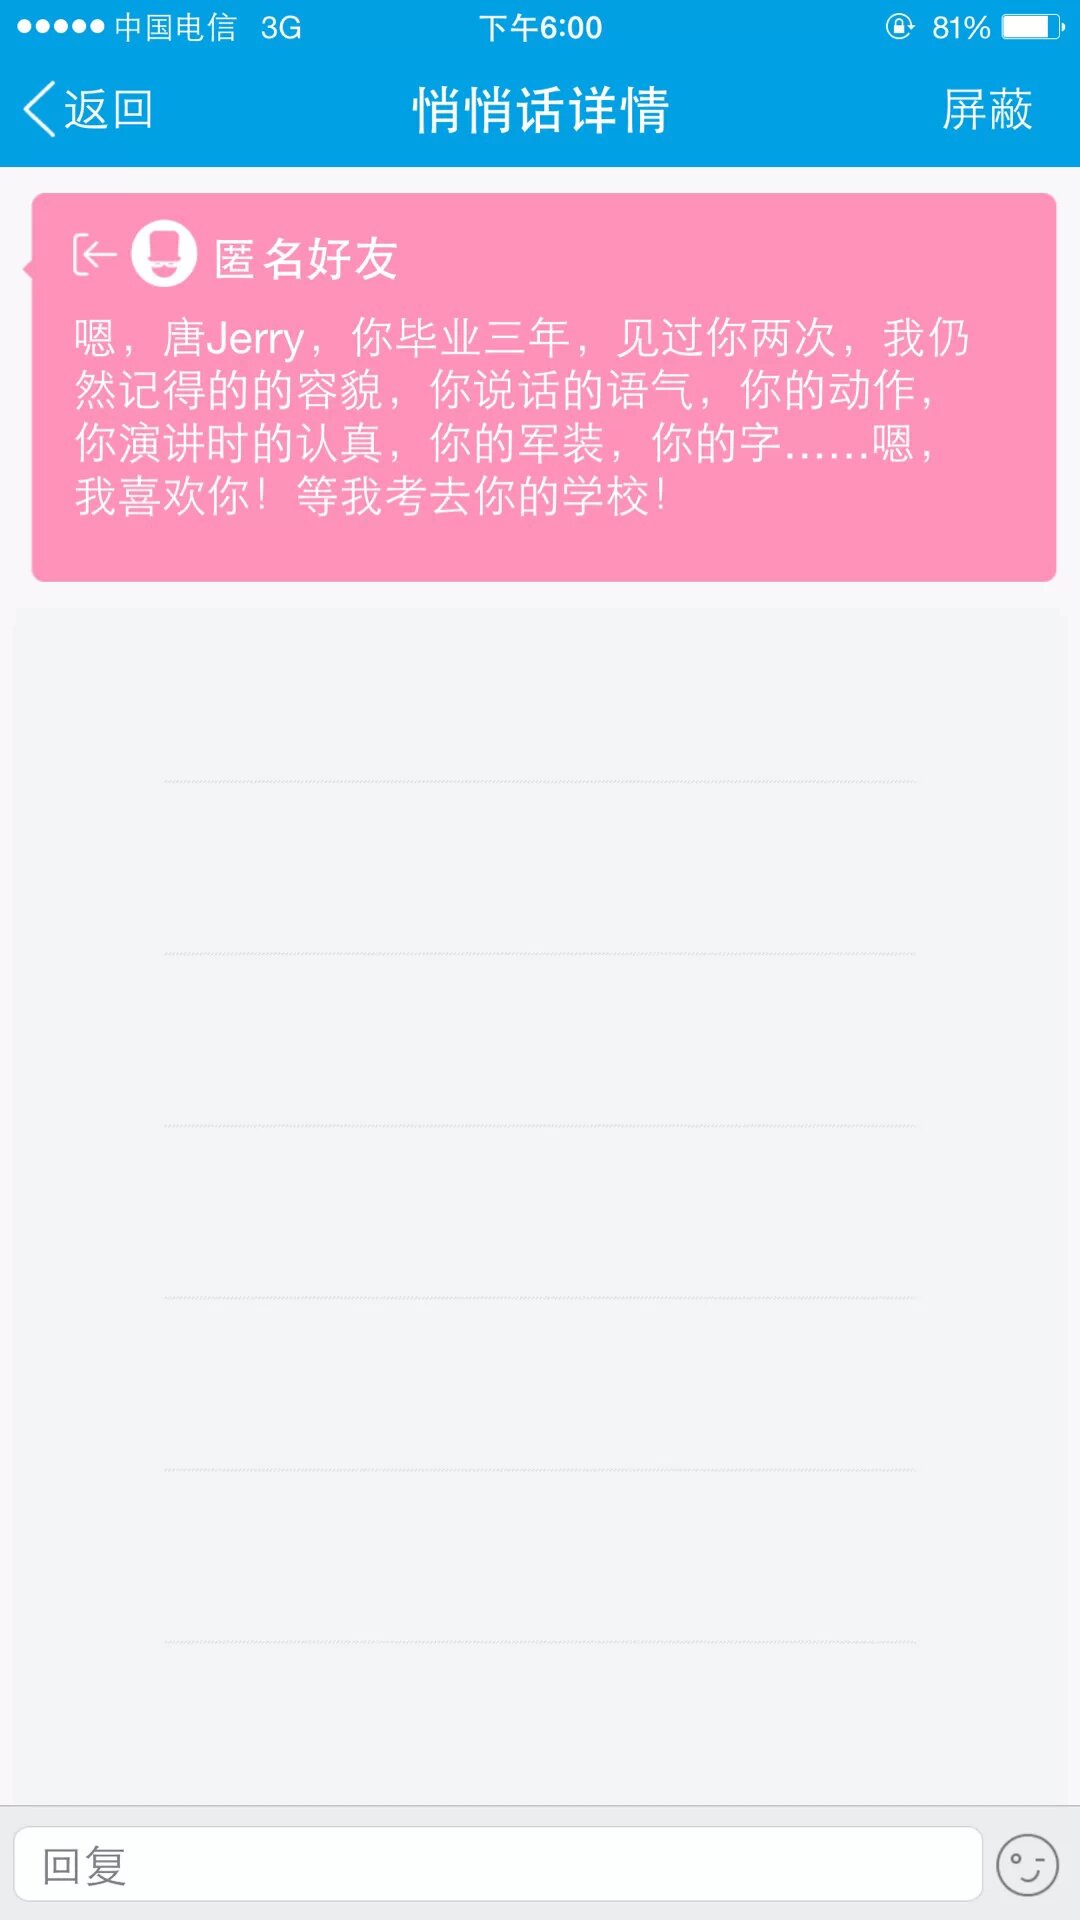 中国电信 3G 下午6:00 81%
返回 悄悄话详情 屏蔽
匿名好友
嗯，唐Jerry，你毕业三年，见过你两次，我仍
然记得的的容貌，你说话的语气，你的动作，
你演讲时的认真，你的军装，你的字……嗯，
我喜欢你！等我考去你的学校！
回复